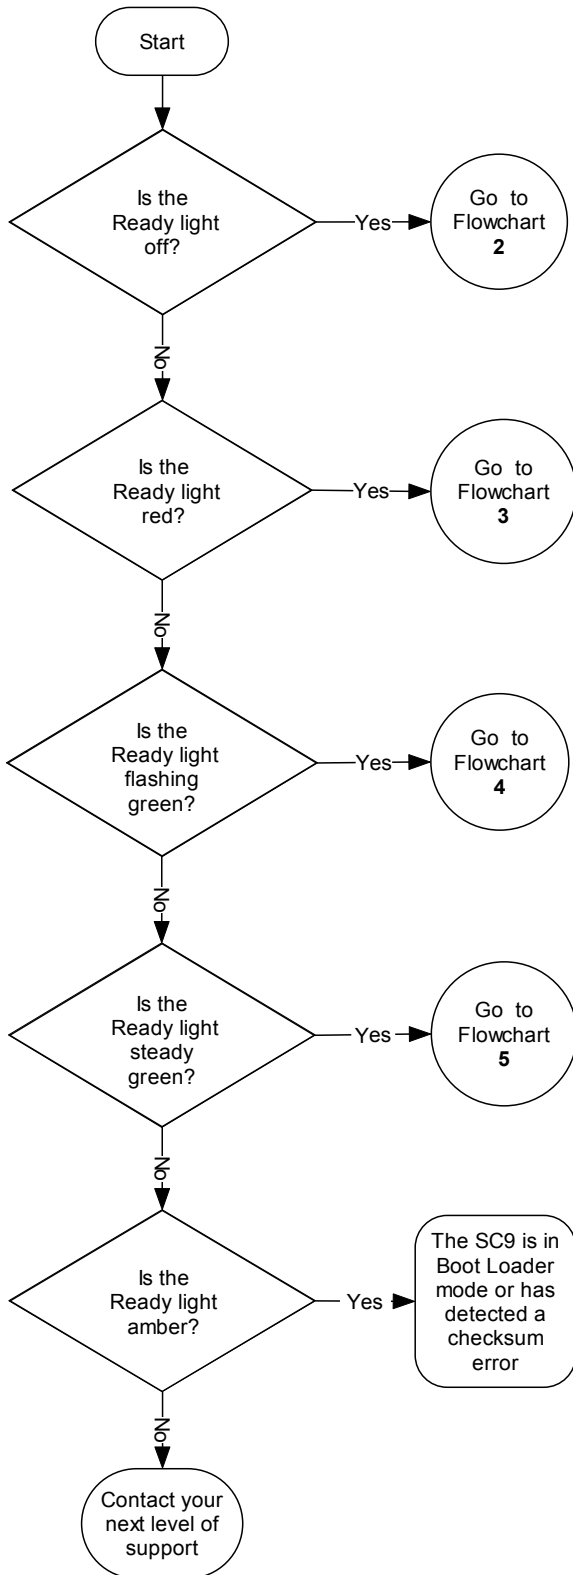 Start
Is the
Ready light
off?
Yes
Go to
Flowchart
2
No
Is the
Ready light
red?
Yes
Go to
Flowchart
3
No
Is the
Ready light
flashing
green?
Yes
Go to
Flowchart
4
No
Is the
Ready light
steady
green?
Yes
Go to
Flowchart
5
No
Is the
Ready light
amber?
Yes
The SC9 is in
Boot Loader
mode or has
detected a
checksum
error
No
Contact your
next level of
support